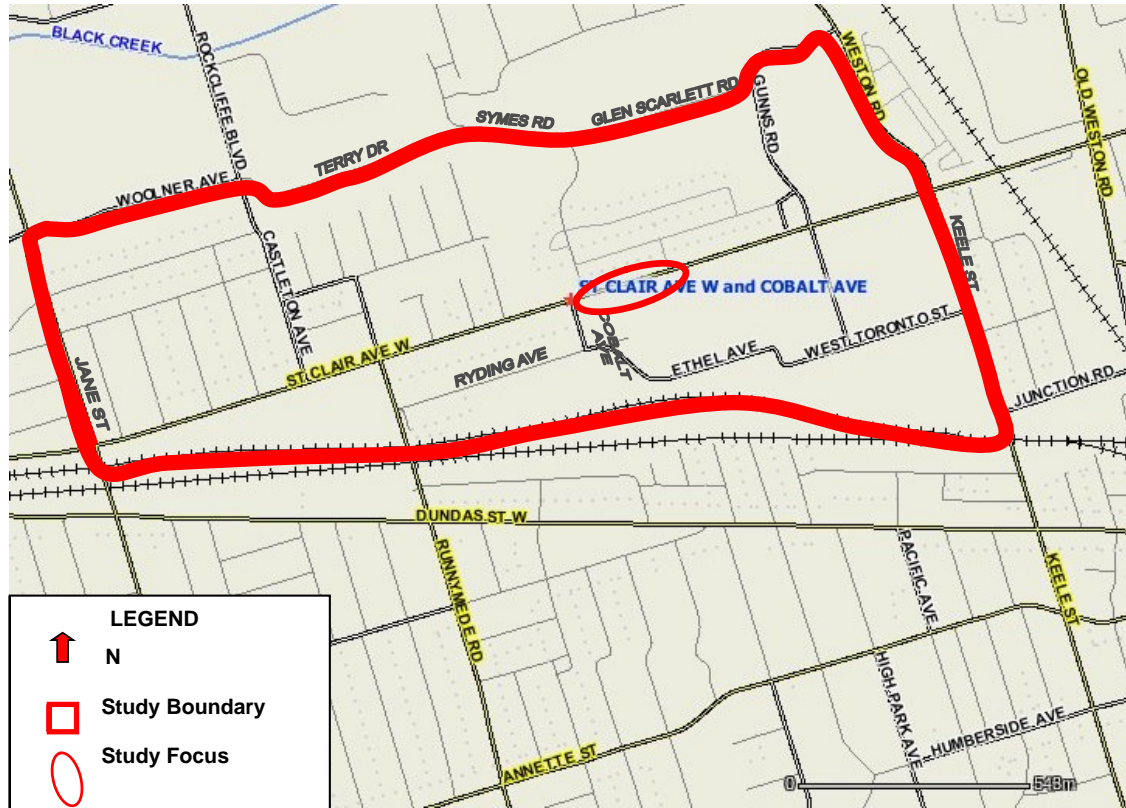 BLACK CREEK
ROCKCLIFFE BLVD
WESTON RD
OLD WESTON RD
GUNNS RD
GLEN SCARLETT RD
SYMES RD
TERRY DR
WOOLNER AVE
CASTLETON AVE
KEELE ST
ST CLAIR AVE W and COBALT AVE
COBALT AVE
ST CLAIR AVE W
RYDING AVE
ETHEL AVE
WEST TORONTO ST
JANE ST
JUNCTION RD
DUNDAS ST W
RUNNYMEDE RD
PACIFIC AVE
KEELE ST
HIGH PARK AVE
HUMBERSIDE AVE
ANNETTE ST
0 548m
LEGEND
N
Study Boundary
Study Focus